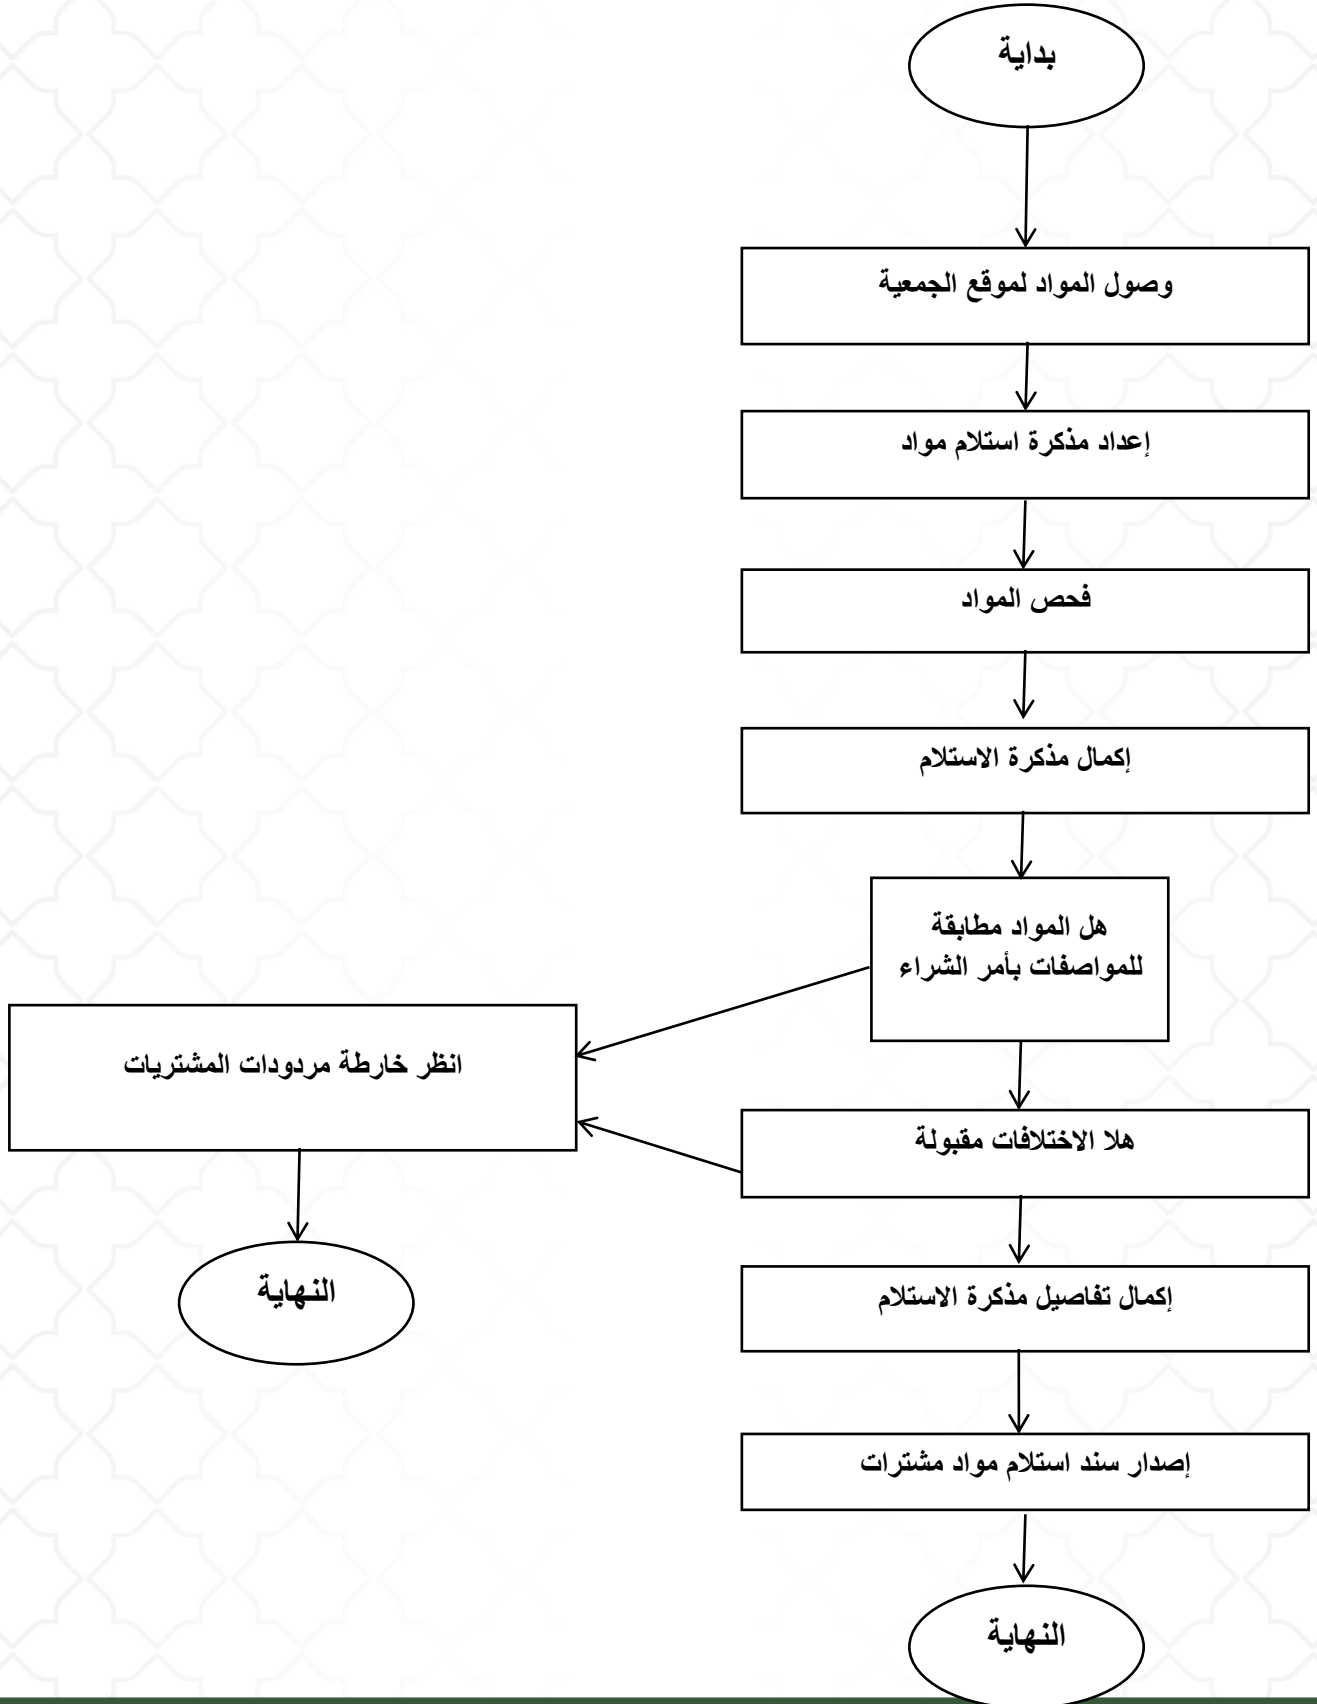 بداية
وصول المواد لموقع الجمعية
إعداد مذكرة استلام مواد
فحص المواد
إكمال مذكرة الاستلام
هل المواد مطابقة
للمواصفات بأمر الشراء
انظر خارطة مردودات المشتريات
هلا الاختلافات مقبولة
النهاية
إكمال تفاصيل مذكرة الاستلام
إصدار سند استلام مواد مشترات
النهاية